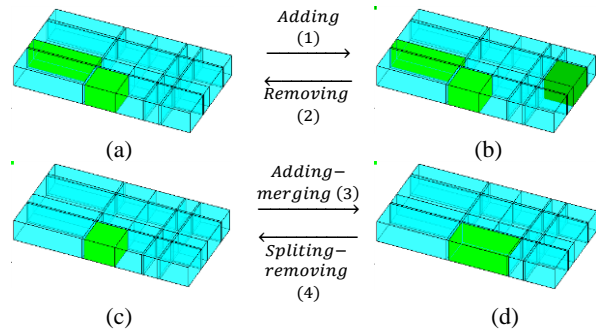 Adding
(1)
Removing
(2)
(a)
(b)
Adding−
merging (3)
Spliting−
removing
(4)
(c)
(d)